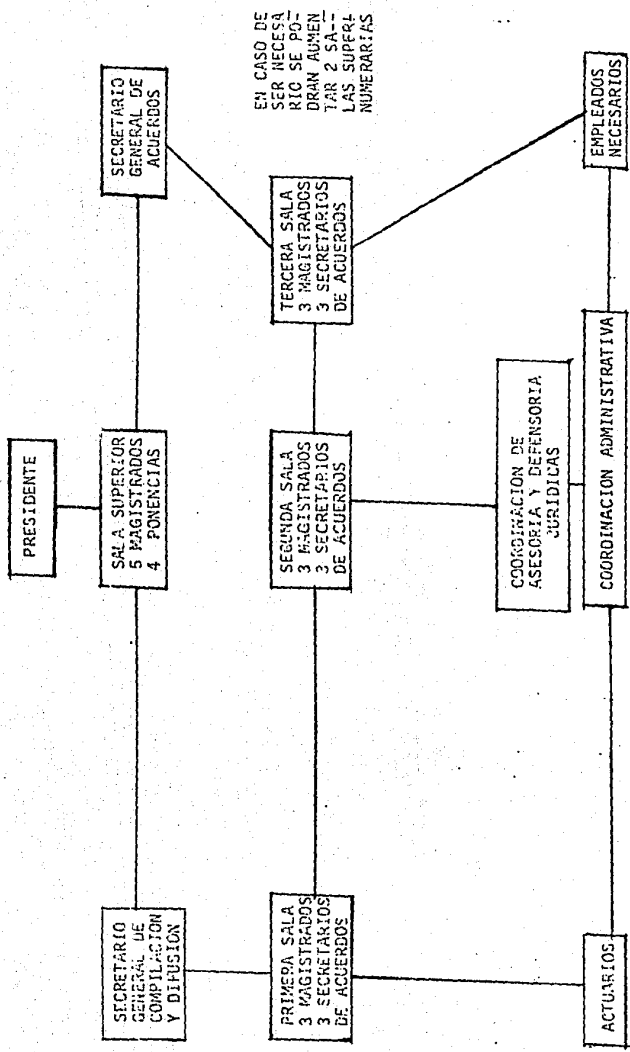 PRESIDENTE
SECRETARIO
GENERAL DE
COMPILACION
Y DIFUSION
SALA SUPERIOR
5 MAGISTRADOS
4 PONENCIAS
SECRETARIO
GENERAL DE
ACUERDOS
PRIMERA SALA
3 MAGISTRADOS
3 SECRETARIOS
DE ACUERDOS
SEGUNDA SALA
3 MAGISTRADOS
3 SECRETARIOS
DE ACUERDOS
TERCERA SALA
3 MAGISTRADOS
3 SECRETARIOS
DE ACUERDOS
EN CASO DE
SER NECESA
RIO SE PO-
DRAN AUMEN
TAR 2 SA--
LAS SUPER-
NUMERARIAS
COORDINACION DE
ASESORIA Y DEFENSORIA
JURIDICAS
ACTUARIOS
COORDINACION ADMINISTRATIVA
EMPLEADOS
NECESARIOS